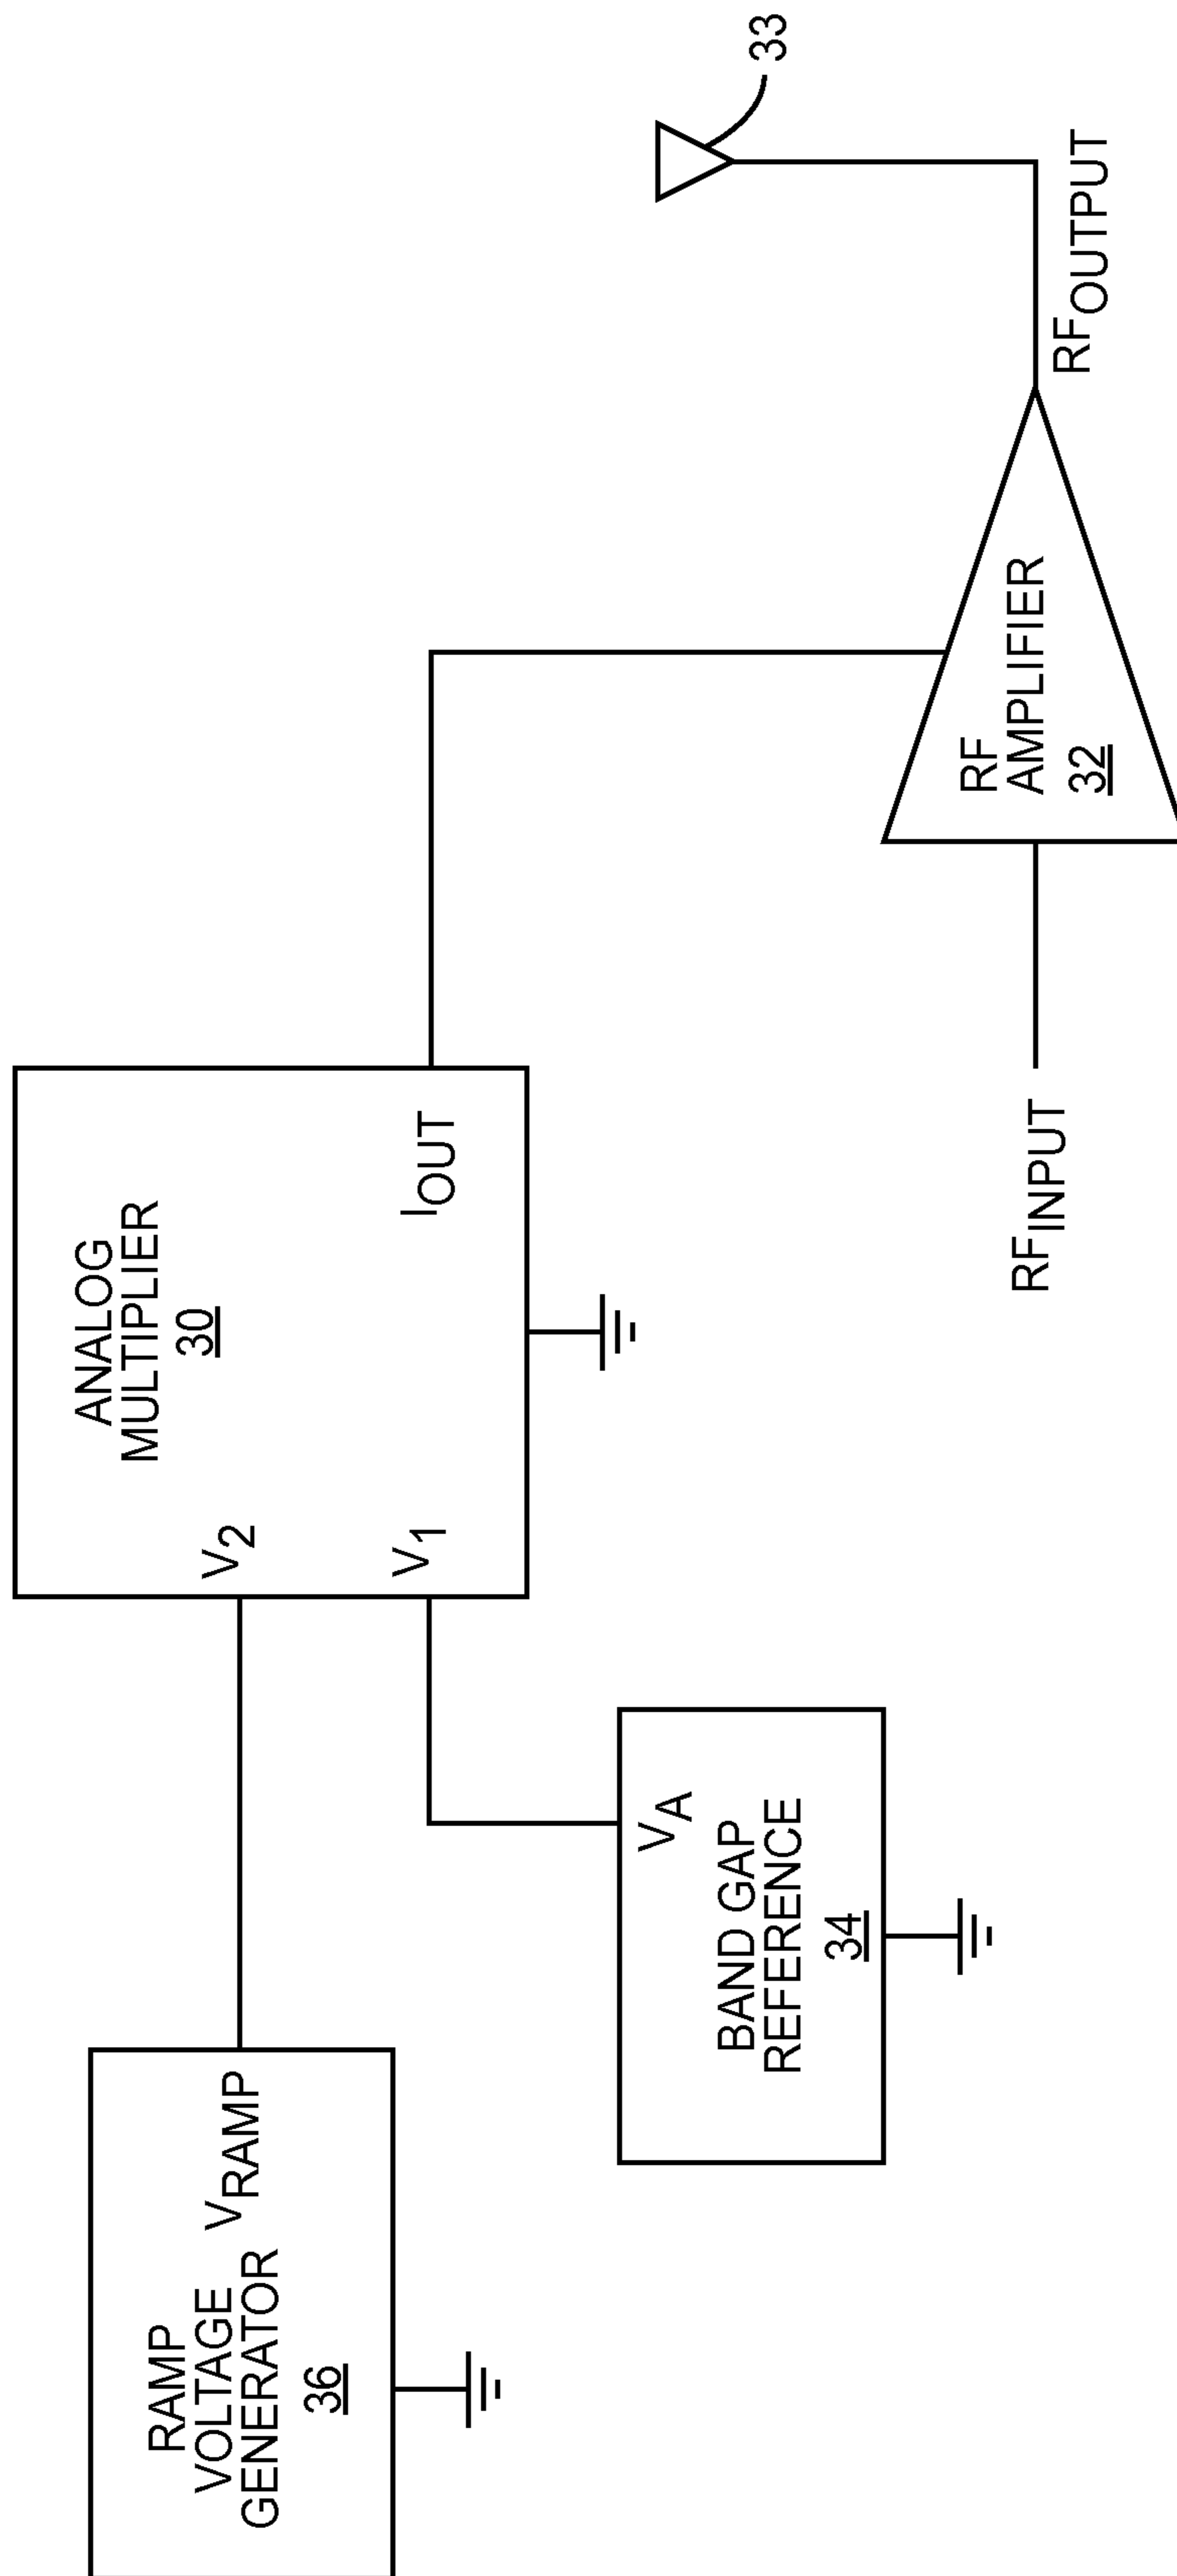 RAMP
VOLTAGE
GENERATOR
36
VRAMP
BAND GAP
REFERENCE
34
VA
ANALOG
MULTIPLIER
30
V2
V1
IOUT
RFINPUT
RF
AMPLIFIER
32
RFOUTPUT
33